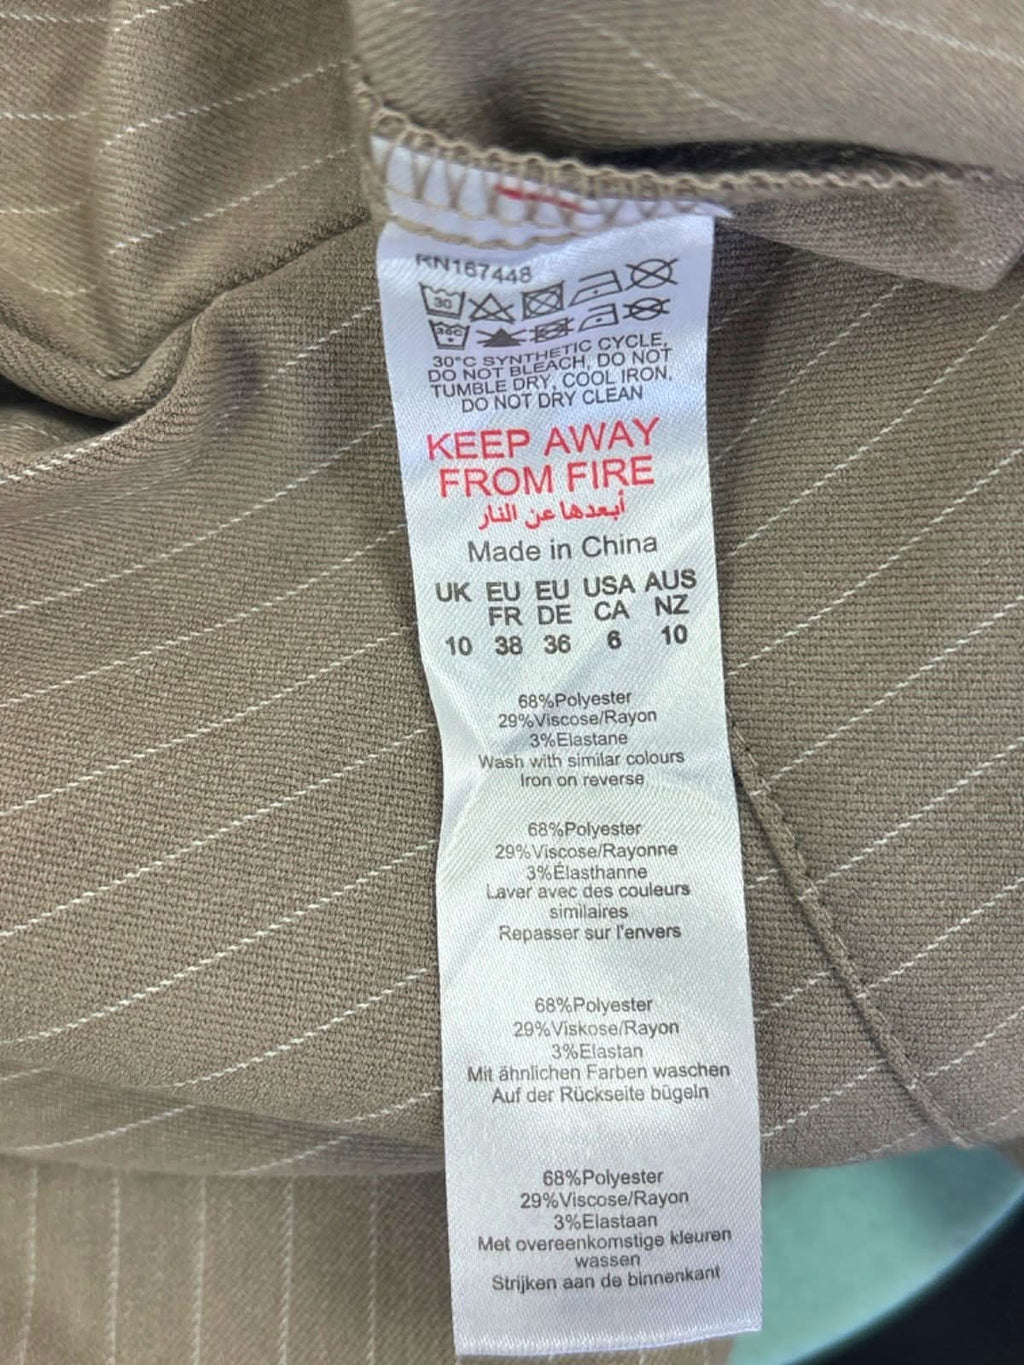 RN167448
30
30C
30°C SYNTHETIC CYCLE,
DO NOT BLEACH, DO NOT
TUMBLE DRY, COOL IRON,
DO NOT DRY CLEAN
KEEP AWAY
FROM FIRE
أبعدها عن النار
Made in China
UK EU EU USA AUS
FR DE CA NZ
10 38 36 6 10
68%Polyester
29%Viscose/Rayon
3%Elastane
Wash with similar colours
Iron on reverse
68%Polyester
29%Viscose/Rayonne
3%Élasthanne
Laver avec des couleurs
similaires
Repasser sur l'envers
68%Polyester
29%Viskose/Rayon
3%Elastan
Mit ähnlichen Farben waschen
Auf der Rückseite bügeln
68%Polyester
29%Viscose/Rayon
3%Elastaan
Met overeenkomstige kleuren
wassen
Strijken aan de binnenkant